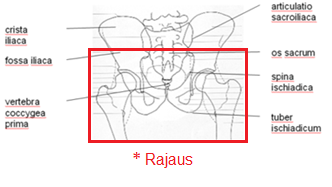 crista
iliaca
fossa iliaca
vertebra
coccygea
prima
articulatio
sacroiliaca
os sacrum
spina
ischiadica
tuber
ischiadicum
* Rajaus